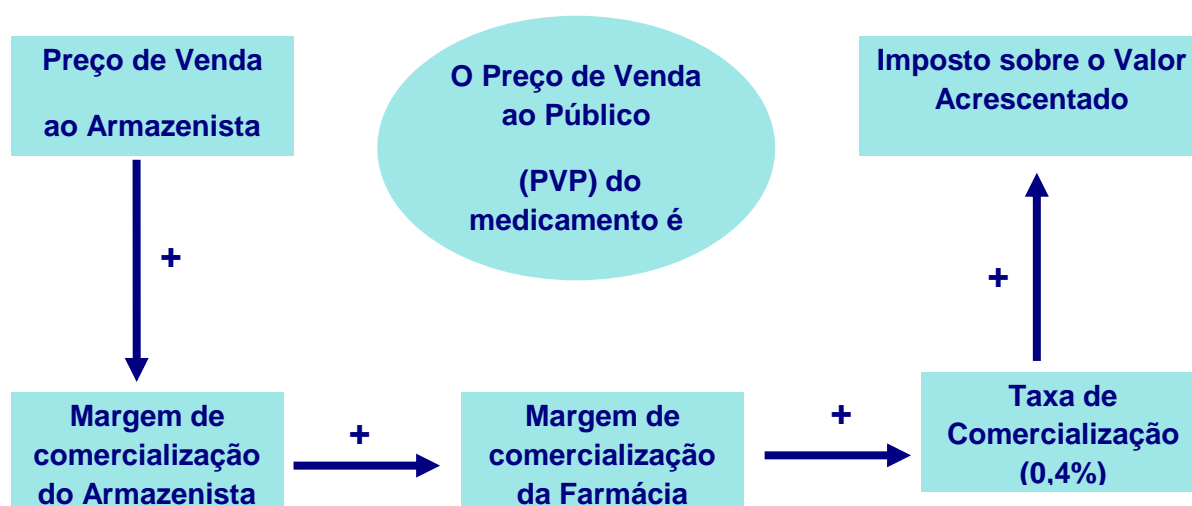 Preço de Venda
ao Armazenista
O Preço de Venda
ao Público
(PVP) do
medicamento é
Imposto sobre o Valor
Acrescentado
+
+
Margem de
comercialização
do Armazenista
+
Margem de
comercialização
da Farmácia
+
Taxa de
Comercialização
(0,4%)